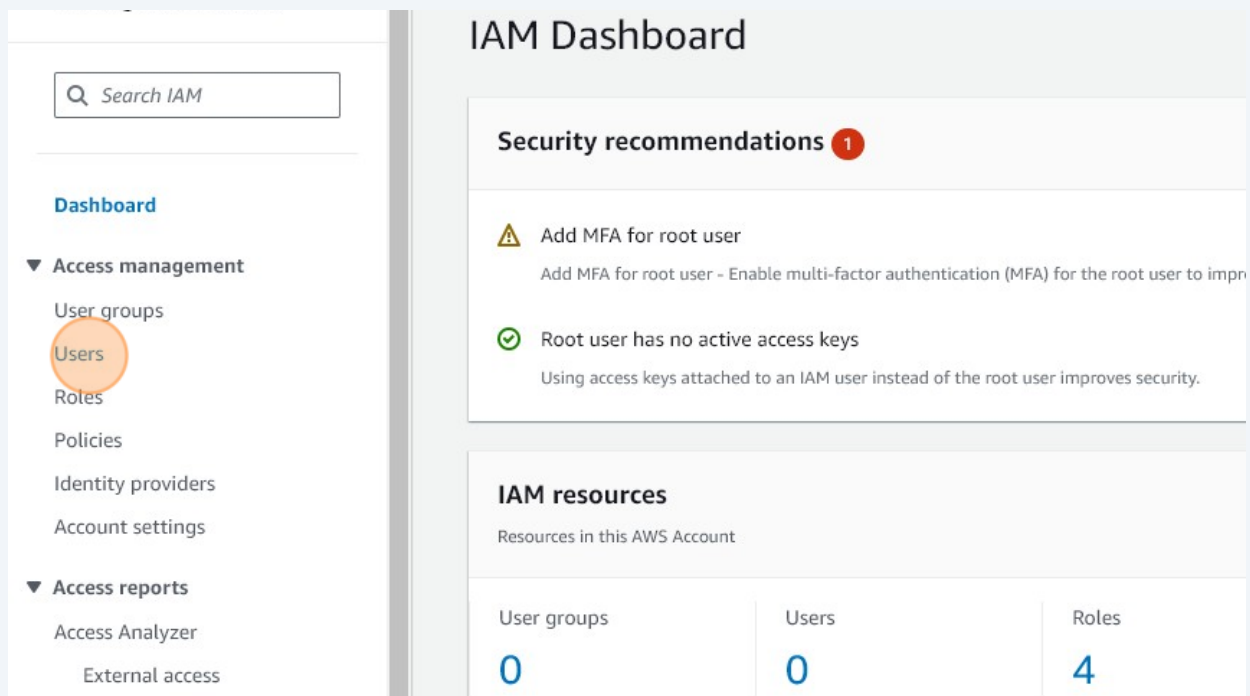 IAM Dashboard
Search IAM
Dashboard
Access management
User groups
Users
Roles
Policies
Identity providers
Account settings
Access reports
Access Analyzer
External access
Security recommendations 1
Add MFA for root user
Add MFA for root user - Enable multi-factor authentication (MFA) for the root user to impr
Root user has no active access keys
Using access keys attached to an IAM user instead of the root user improves security.
IAM resources
Resources in this AWS Account
User groups Users Roles
0 0 4